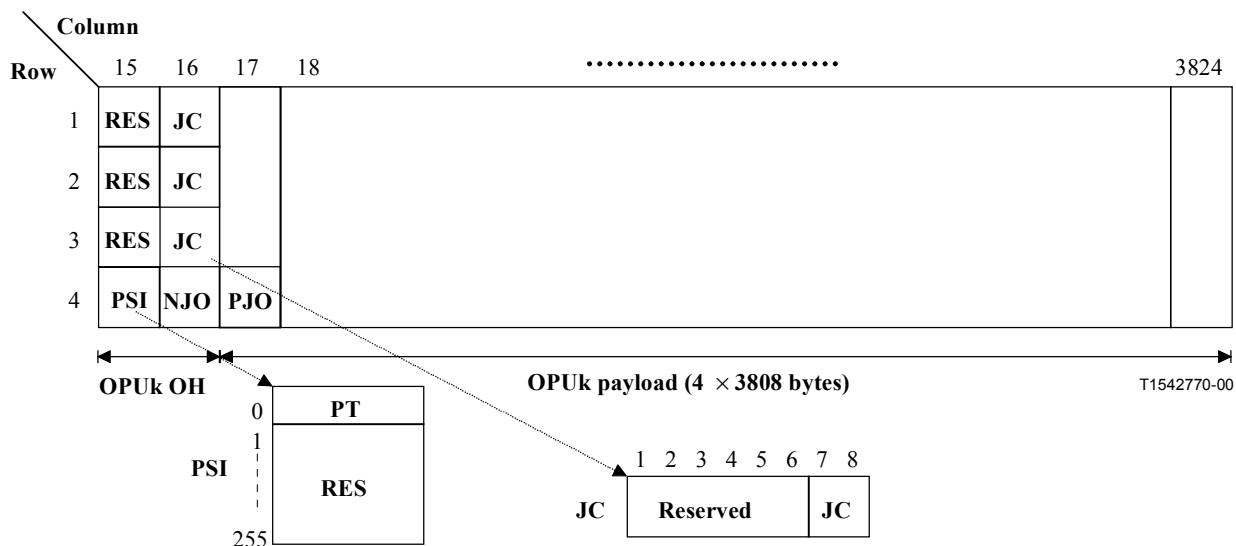 Column
Row 15 16 17 18 ........................ 3824
1 RES JC
2 RES JC
3 RES JC
4 PSI NJO PJO
OPUk OH OPUk payload (4 × 3808 bytes) T1542770-00
0 PT
1
PSI RES
255
1 2 3 4 5 6 7 8
JC Reserved JC